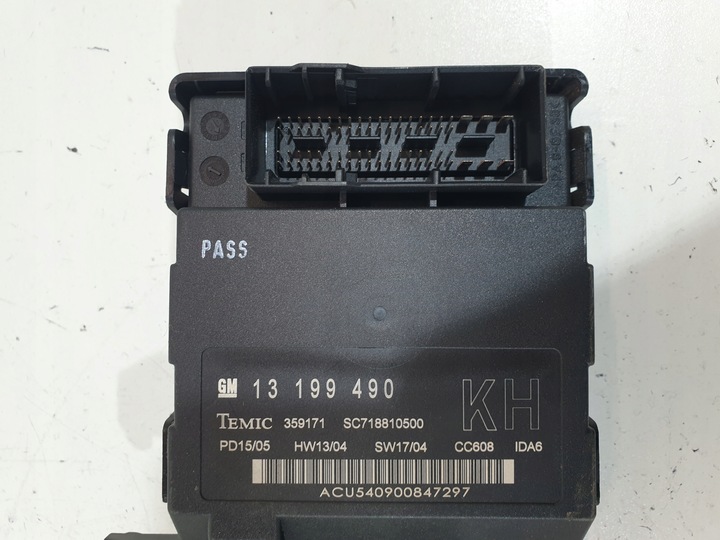 PASS
GM 13 199 490 KH
TEMIC 359171 SC718810500
PD15/05 HW13/04 SW17/04 CC608 IDA6
ACU540900847297